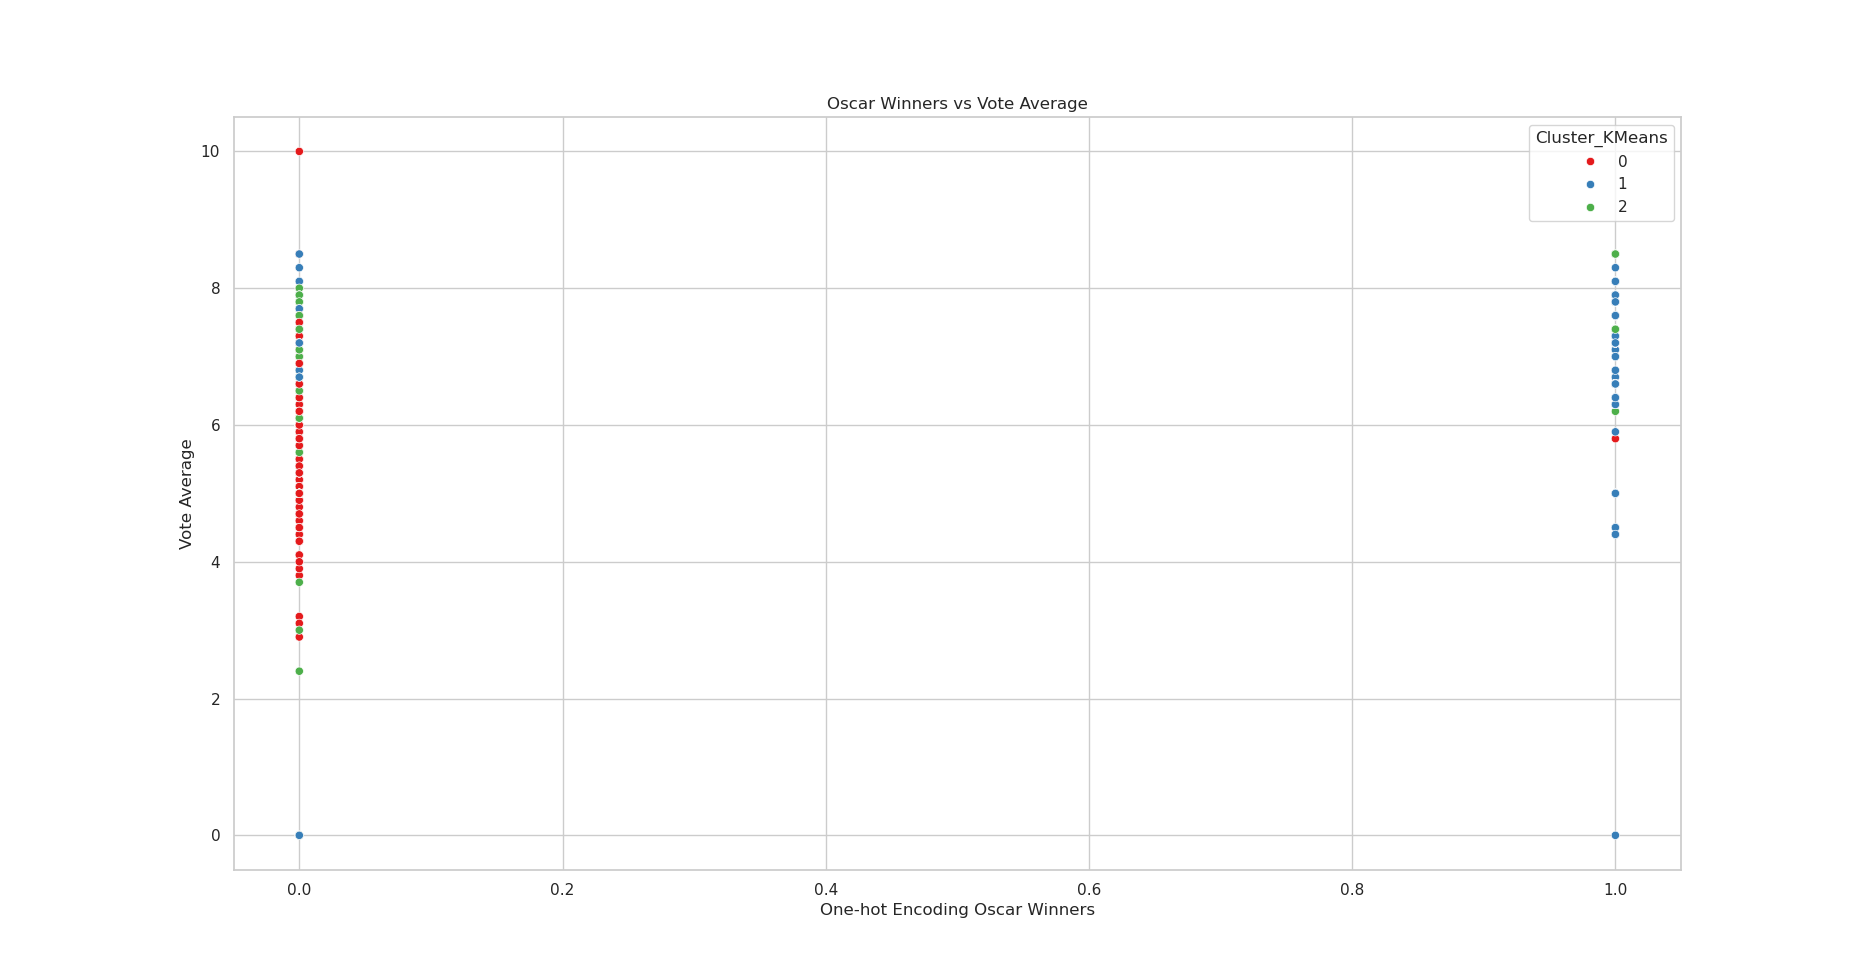 Oscar Winners vs Vote Average
Cluster_KMeans
0
1
2
10
8
6
4
2
0
Vote Average
0.0 0.2 0.4 0.6 0.8 1.0
One-hot Encoding Oscar Winners